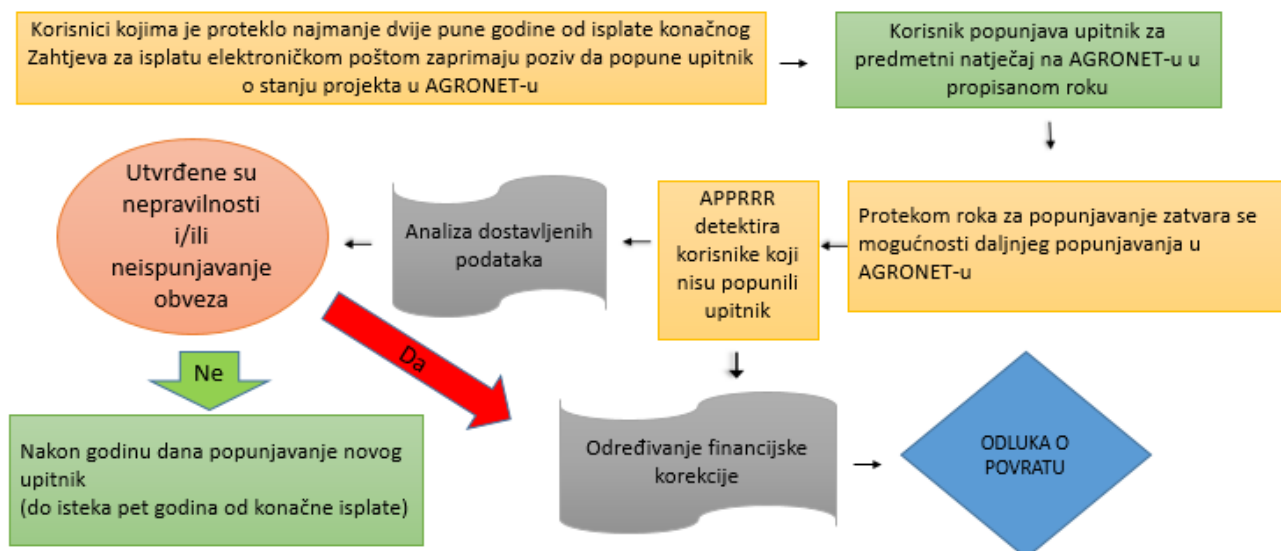 Korisnici kojima je proteklo najmanje dvije pune godine od isplate konačnog
Zahtjeva za isplatu elektroničkom poštom zaprimaju poziv da popune upitnik
o stanju projekta u AGRONET-u
Korisnik popunjava upitnik za
predmetni natječaj na AGRONET-u u
propisanom roku
Utvrđene su
nepravilnosti
i/ili
neispunjavanje
obveza
Analiza dostavljenih
podataka
APPRRR
detektira
korisnike koji
nisu popunili
upitnik
Protekom roka za popunjavanje zatvara se
mogućnosti daljnjeg popunjavanja u
AGRONET-u
Ne
Da
Nakon godinu dana popunjavanje novog
upitnik
(do isteka pet godina od konačne isplate)
Određivanje financijske
korekcije
ODLUKA O
POVRATU